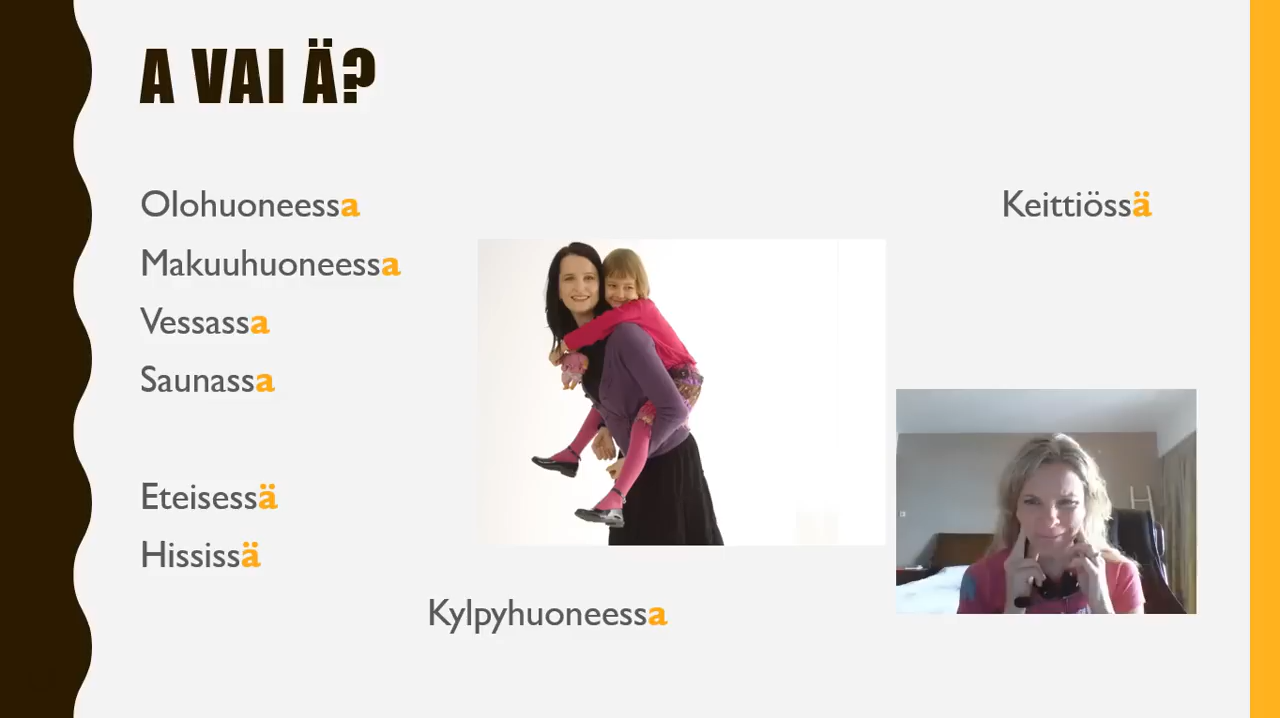 A VAI Ä?
Olohuoneessa
Keittiössä
Makuuhuoneessa
Vessassa
Saunassa
Eteisessä
Hississä
Kylpyhuoneessa